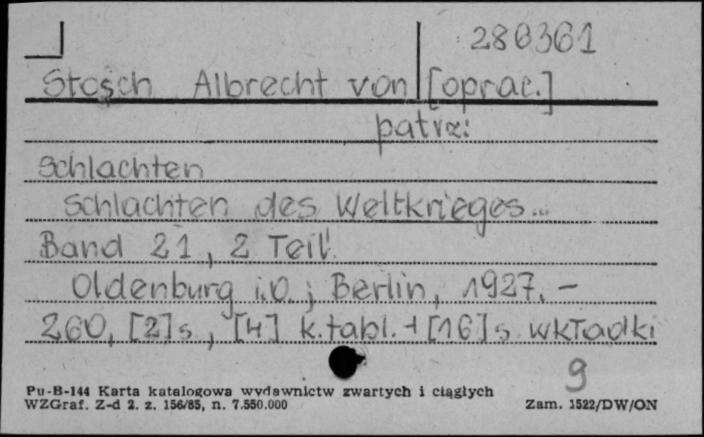 280361
Stosch Albrecht von [oprac.]
patrz:
Schlachten
Schlachten des Weltkrieges...
Band 21, 2 Teil.
Oldenburg i.O.; Berlin, 1927. -
260, [2] s., [4] k. tabl. + [16] s. wkładki
9
Pu-B-144 Karta katalogowa wydawnictw zwartych i ciągłych
WZGraf. Z-d 2. z. 156/85, n. 7.550.000
Zam. 1522/DW/ON